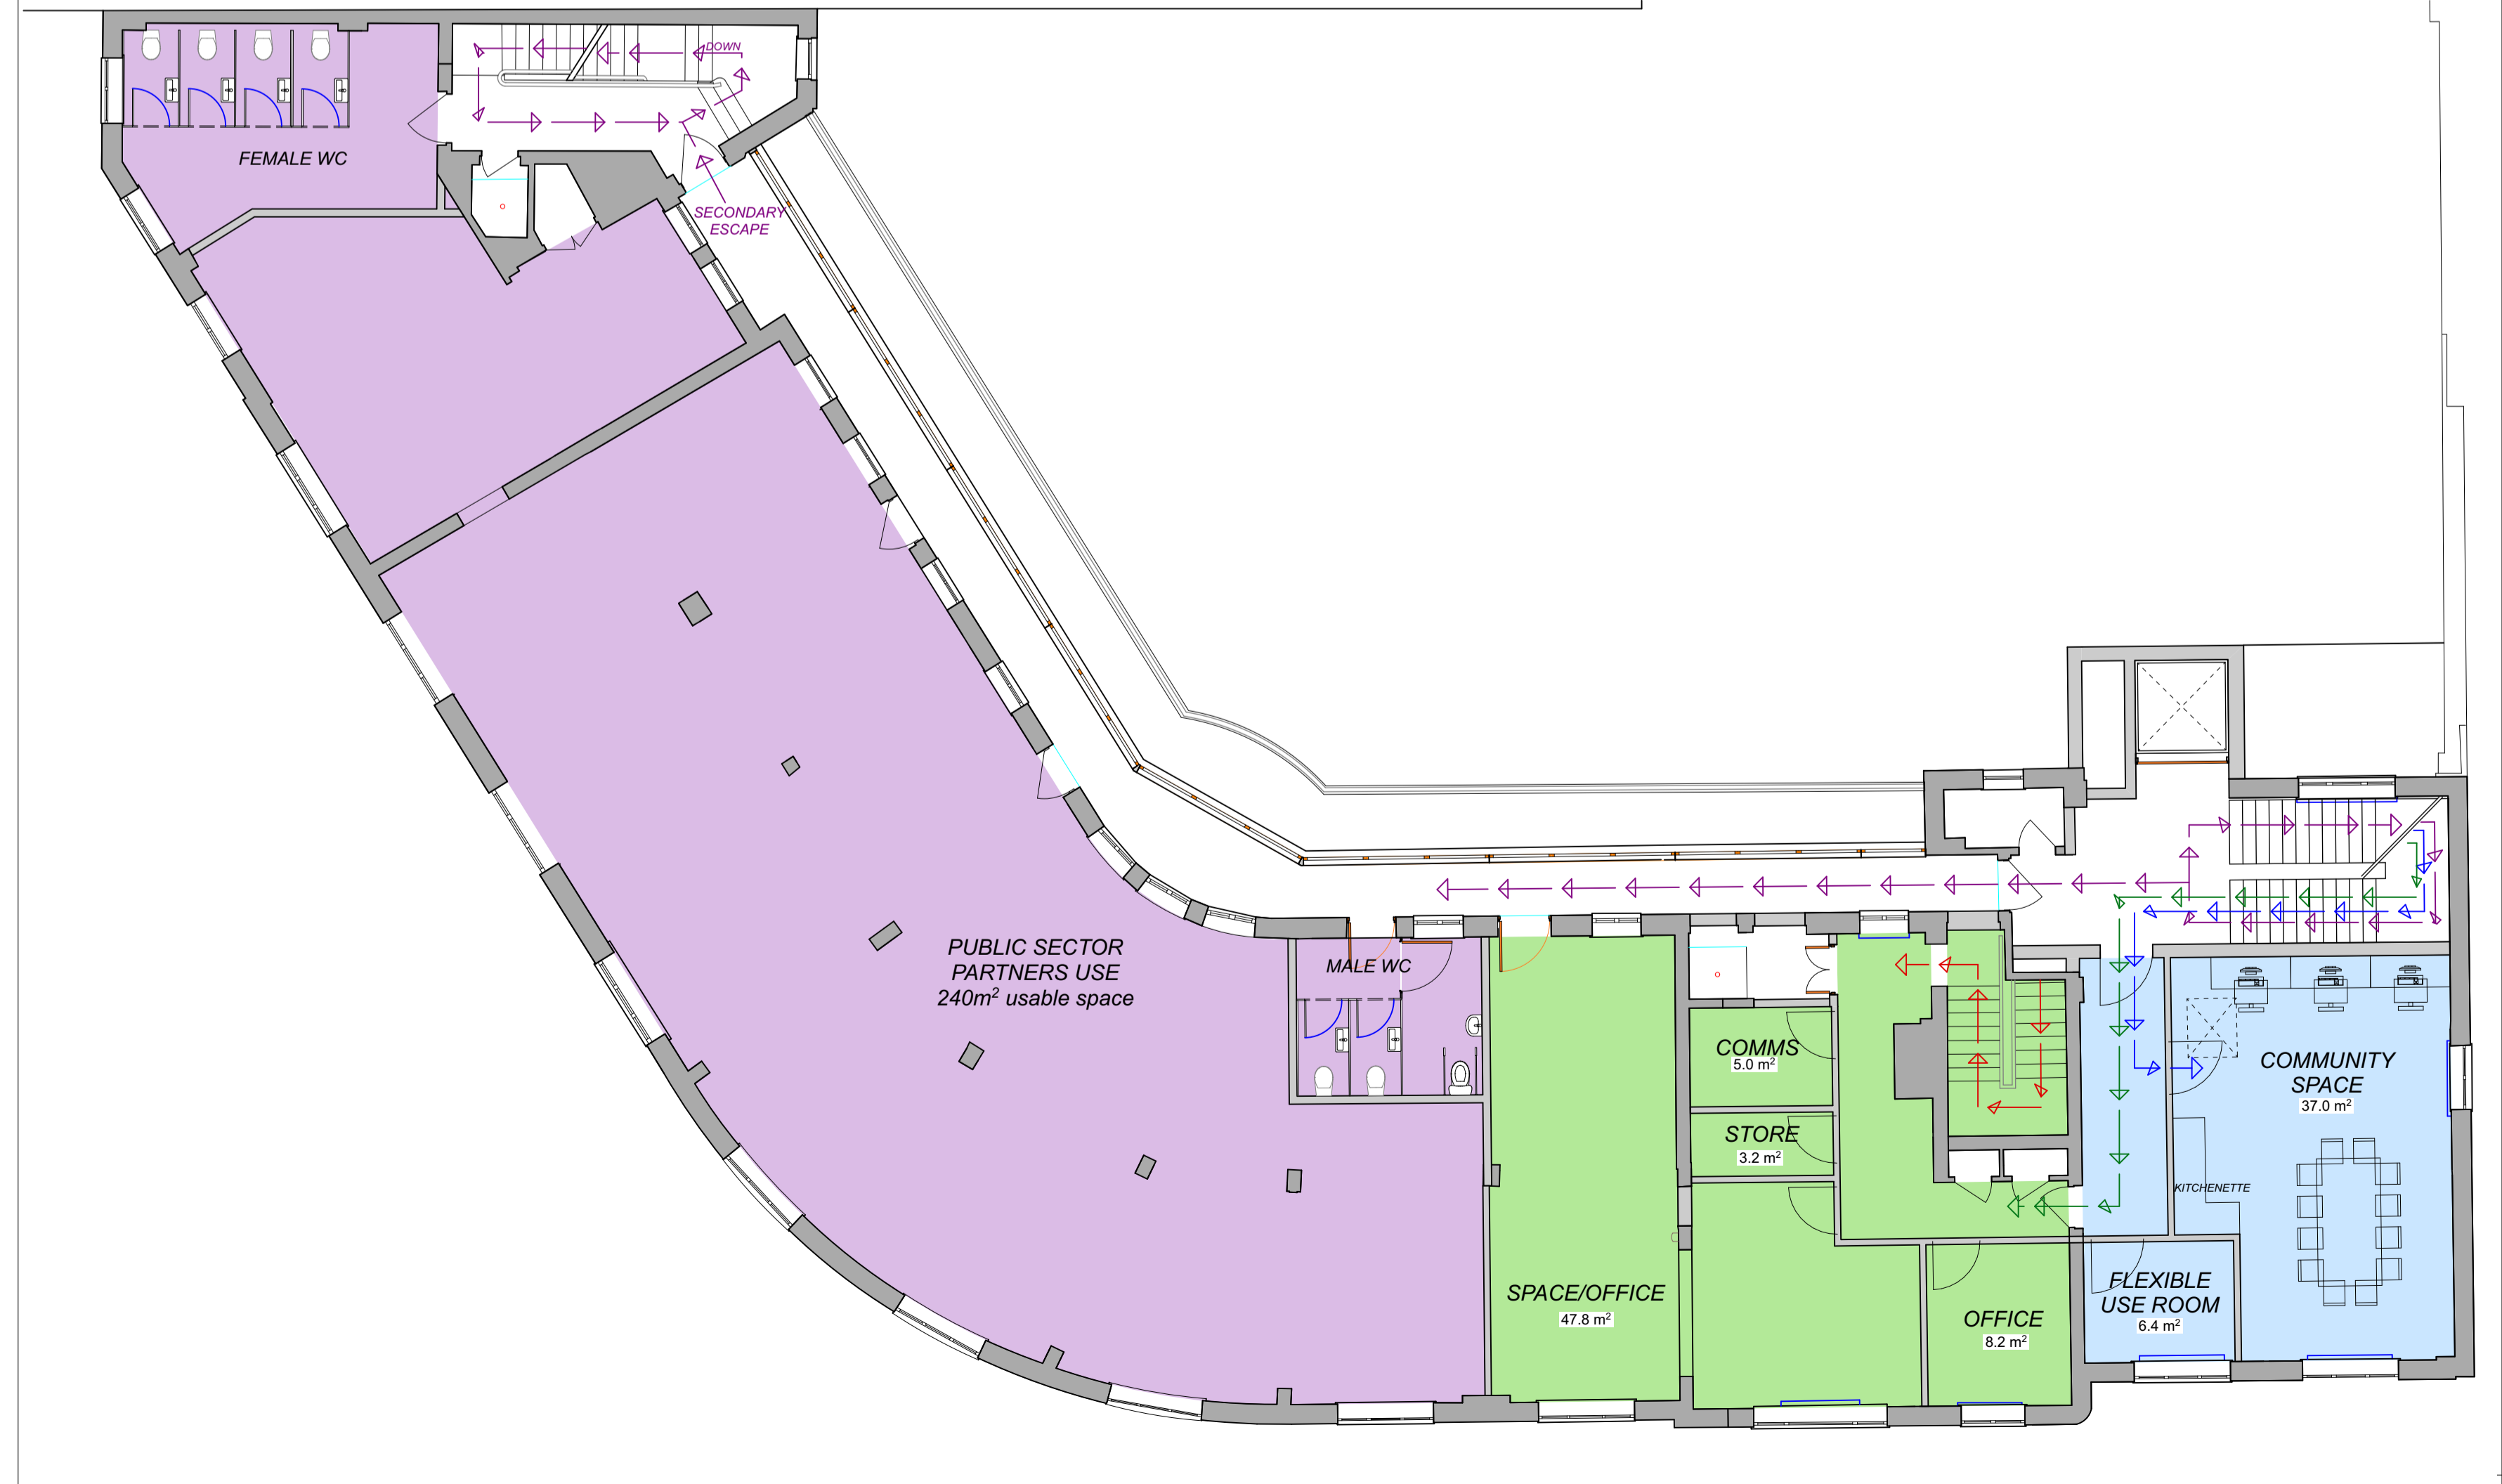 DOWN
FEMALE WC
SECONDARY
ESCAPE
PUBLIC SECTOR
PARTNERS USE
240m² usable space
MALE WC
COMMS
5.0 m²
STORE
3.2 m²
SPACE/OFFICE
47.8 m²
OFFICE
8.2 m²
COMMUNITY
SPACE
37.0 m²
KITCHENETTE
FLEXIBLE
USE ROOM
6.4 m²